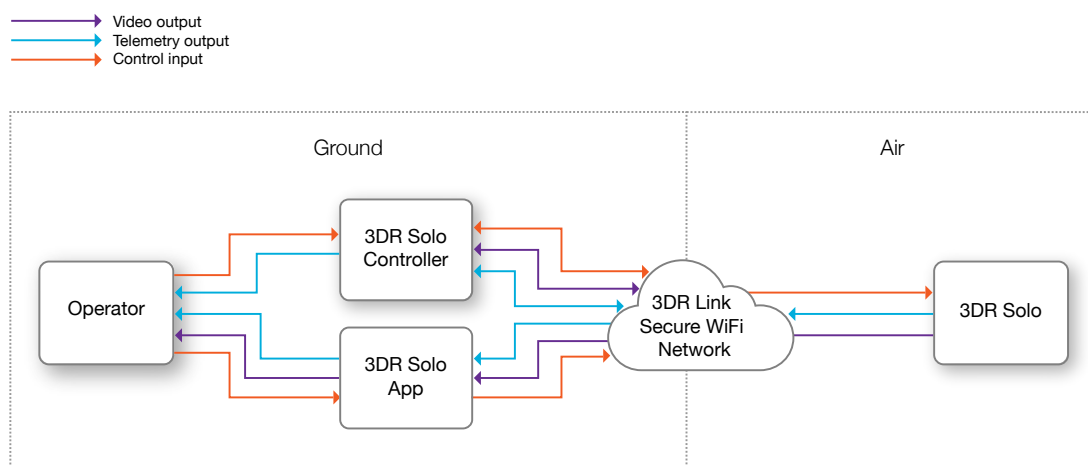 Video output
Telemetry output
Control input
Ground
Air
3DR Solo
Controller
Operator
3DR Link
Secure WiFi
Network
3DR Solo
3DR Solo
App